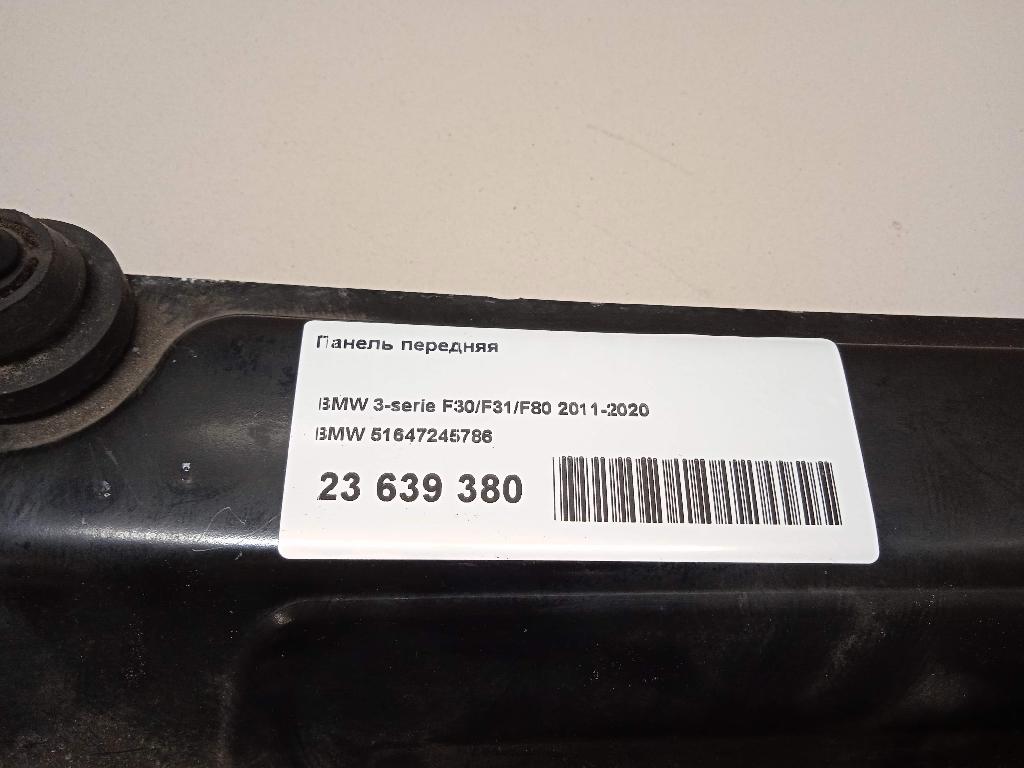 Панель передняя
BMW 3-serie F30/F31/F80 2011-2020
BMW 51647245786
23 639 380